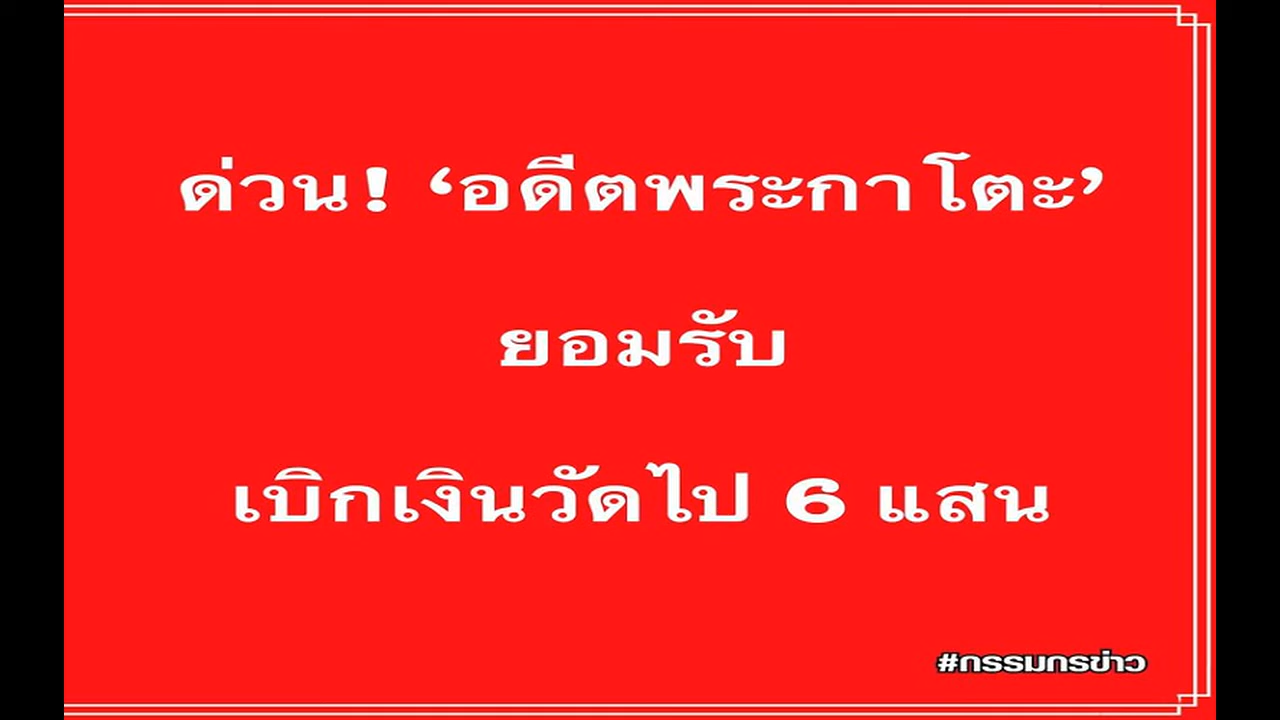 ด่วน! ‘อดีตพระกาโตะ’
ยอมรับ
เบิกเงินวัดไป 6 แสน
#กรรมกรข่าว